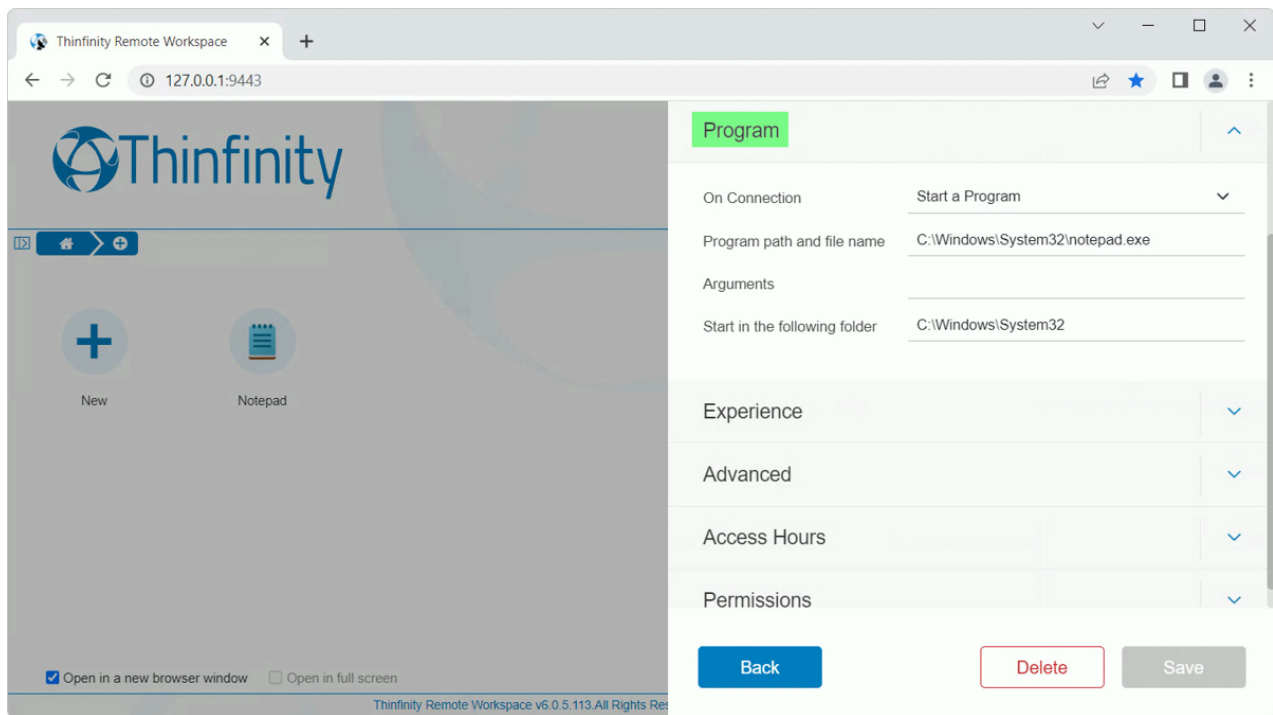 Thinfinity Remote Workspace
127.0.0.1:9443
Thinfinity
New
Notepad
Open in a new browser window
Open in full screen
Thinfinity Remote Workspace v6.0.5.113.All Rights Res
Program
On Connection
Start a Program
Program path and file name
C:\Windows\System32\notepad.exe
Arguments
Start in the following folder
C:\Windows\System32
Experience
Advanced
Access Hours
Permissions
Back
Delete
Save